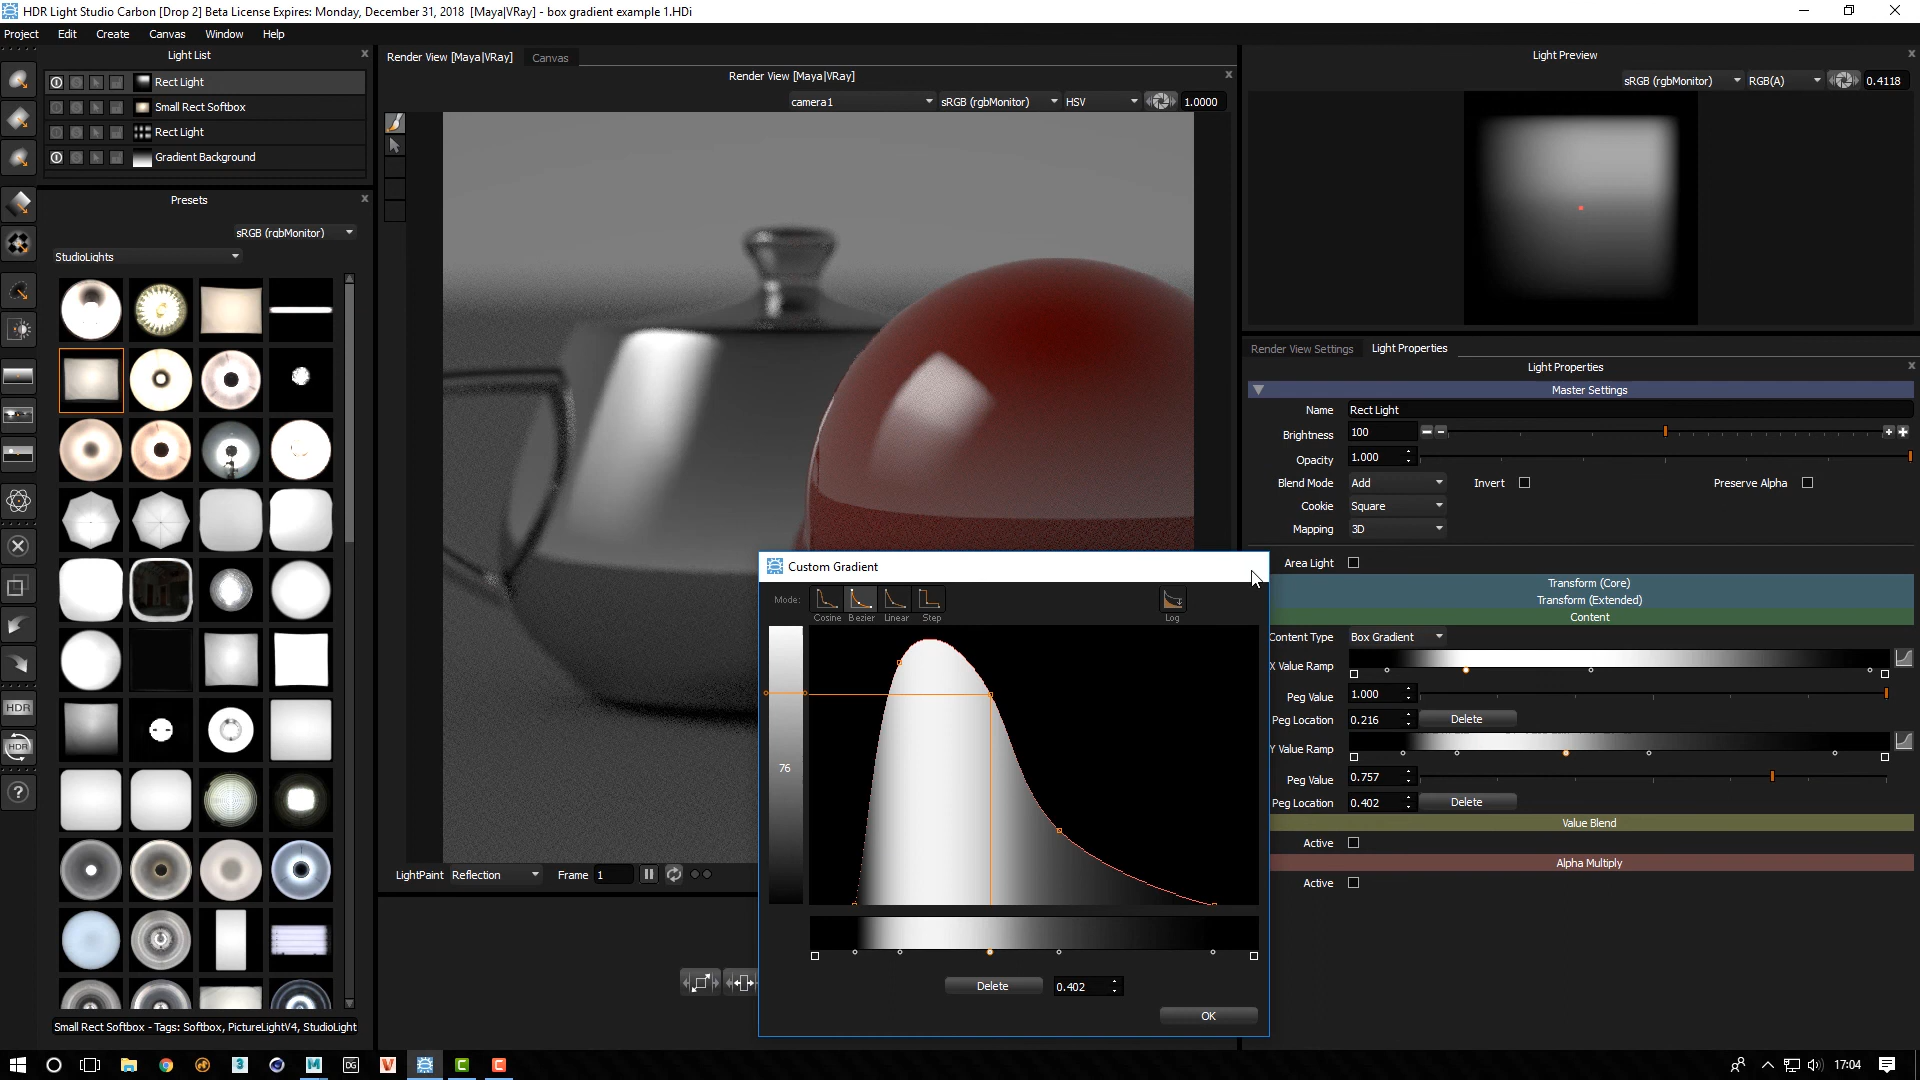 HDR Light Studio Carbon [Drop 2] Beta License Expires: Monday, December 31, 2018  [Maya|VRay] - box gradient example 1.HDi
Project Edit Create Canvas Window Help
Light List
Rect Light
Small Rect Softbox
Rect Light
Gradient Background
Presets
sRGB (rgbMonitor)
StudioLights
HDR
HDR
?
Small Rect Softbox - Tags: Softbox, PictureLightV4, StudioLight
Render View [Maya|VRay] Canvas
Render View [Maya|VRay]
camera1 sRGB (rgbMonitor) HSV 1.0000
LightPaint Reflection Frame 1
Custom Gradient
Mode: Cosine Bezier Linear Step Log
76
Delete 0.402
OK
Light Preview
sRGB (rgbMonitor) RGB(A) 0.4118
Render View Settings Light Properties
Light Properties
Master Settings
Name Rect Light
Brightness 100
Opacity 1.000
Blend Mode Add Invert Preserve Alpha
Cookie Square
Mapping 3D
Area Light
Transform (Core)
Transform (Extended)
Content
Content Type Box Gradient
X Value Ramp
Peg Value 1.000
Peg Location 0.216 Delete
Y Value Ramp
Peg Value 0.757
Peg Location 0.402 Delete
Value Blend
Active
Alpha Multiply
Active
3 M DG V C C
17:04